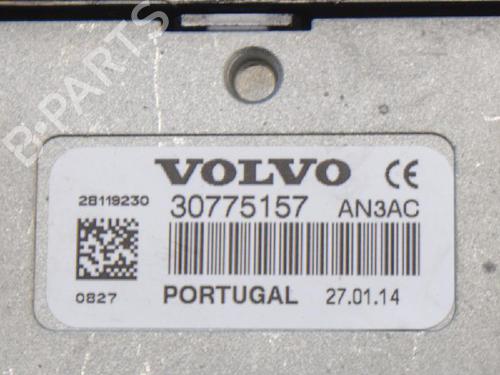 B-PARTS
VOLVO CE
28119230 30775157 AN3AC
0827 PORTUGAL 27.01.14